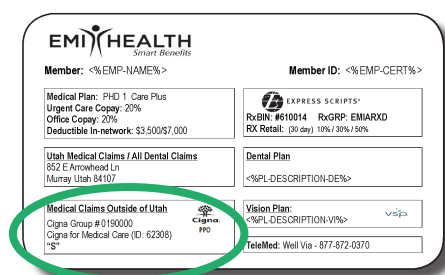 EMI HEALTH
Smart Benefits
Member: <%EMP-NAME%>
Member ID: <%EMP-CERT%>
Medical Plan: PHD 1 Care Plus
Urgent Care Copay: 20%
Office Copay: 20%
Deductible In-network: $3,500/$7,000
EXPRESS SCRIPTS®
RxBIN: #610014 RxGRP: EMIARXD
RX Retail: (30 day) 10% / 30% / 50%
Utah Medical Claims / All Dental Claims
852 E Arrowhead Ln
Murray Utah 84107
Dental Plan
<%PL-DESCRIPTION-DE%>
Medical Claims Outside of Utah
Cigna Group # 0190000
Cigna for Medical Care (ID: 62308)
"S"
Cigna.
PPO
Vision Plan:
<%PL-DESCRIPTION-VI%>
vsp
TeleMed: Well Via - 877-872-0370